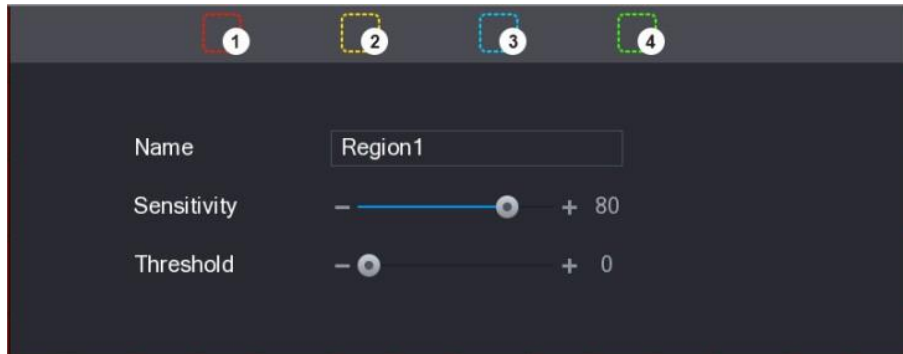 1 2 3 4
Name Region1
Sensitivity − + 80
Threshold − + 0